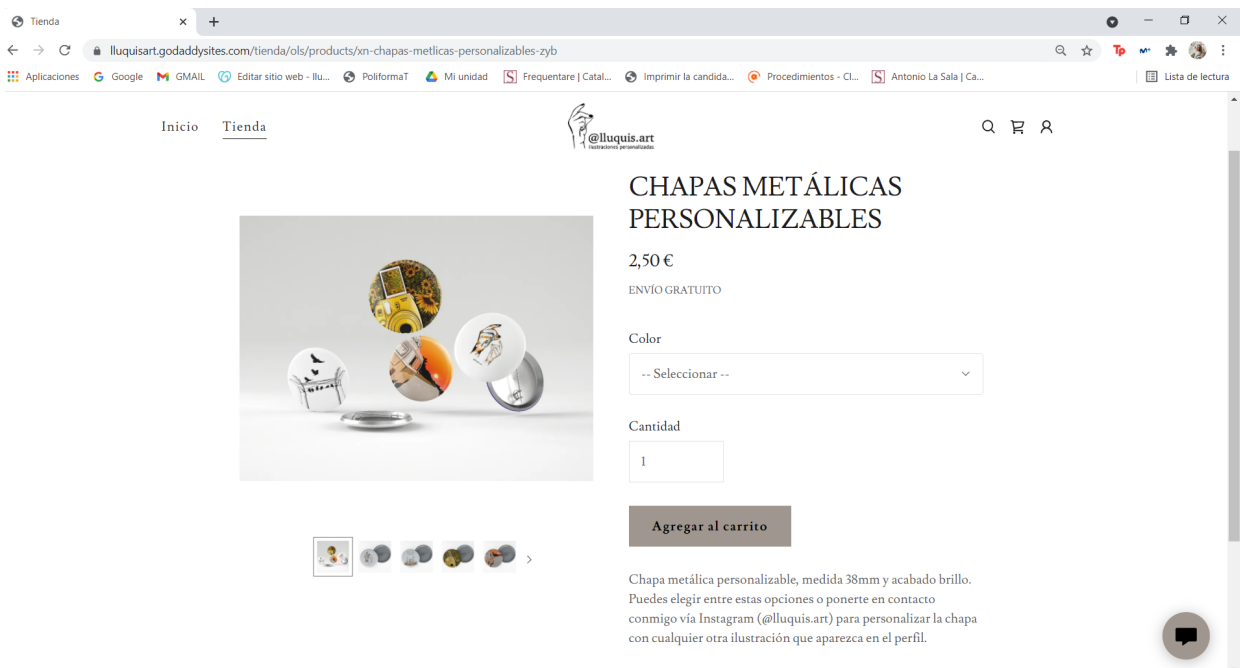 Tienda
lluquisart.godaddysites.com/tienda/ols/products/xn-chapas-metlicas-personalizables-zyb
Aplicaciones Google GMAIL Editar sitio web - llu... PoliformaT Mi unidad Frequentare | Catal... Imprimir la candida... Procedimientos - Cl... Antonio La Sala | Ca... Lista de lectura
Inicio Tienda
@lluquis.art
Ilustraciones personalizadas
CHAPAS METÁLICAS
PERSONALIZABLES
2,50 €
ENVÍO GRATUITO
Color
-- Seleccionar --
Cantidad
1
Agregar al carrito
Chapa metálica personalizable, medida 38mm y acabado brillo.
Puedes elegir entre estas opciones o ponerte en contacto
conmigo vía Instagram (@lluquis.art) para personalizar la chapa
con cualquier otra ilustración que aparezca en el perfil.